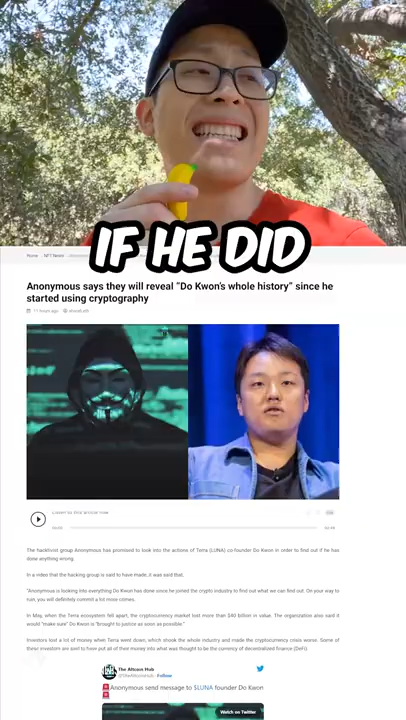 IF HE DID
Home
NFT News
Anonymous says they will reveal "Do Kwon's whole history" since he
started using cryptography
11 hours ago
Listen to this article now
The hacktivist group Anonymous has promised to look into the actions of Terra (LUNA) co founder Do Kwon in order to find out if he has
done anything wrong.
In a video that the hacking group is said to have made, it was said that,
"Anonymous is looking into everything Do Kwon has done since he joined the crypto industry to find out what we can find out: On your way to
ruin, you will definitely commit a lot more crimes.
In May, when the Terra ecosystem fell apart, the cryptocurrency market lost more than $40 billion in value. The organization also said it
would "make sure" Do Kwon is "brought to justice as soon as possible."
Investors lost a lot of money when Terra went down, which shook the whole industry and made the cryptocurrency crisis worse. Some of
these investors are sent to have put all of their money into what was thought to be the currency of decentralized finance (DeFi).
The Altcoin Hub
@TheAltcoinHub · Follow
Anonymous send message to $LUNA founder Do Kwon
Watch on Twitter